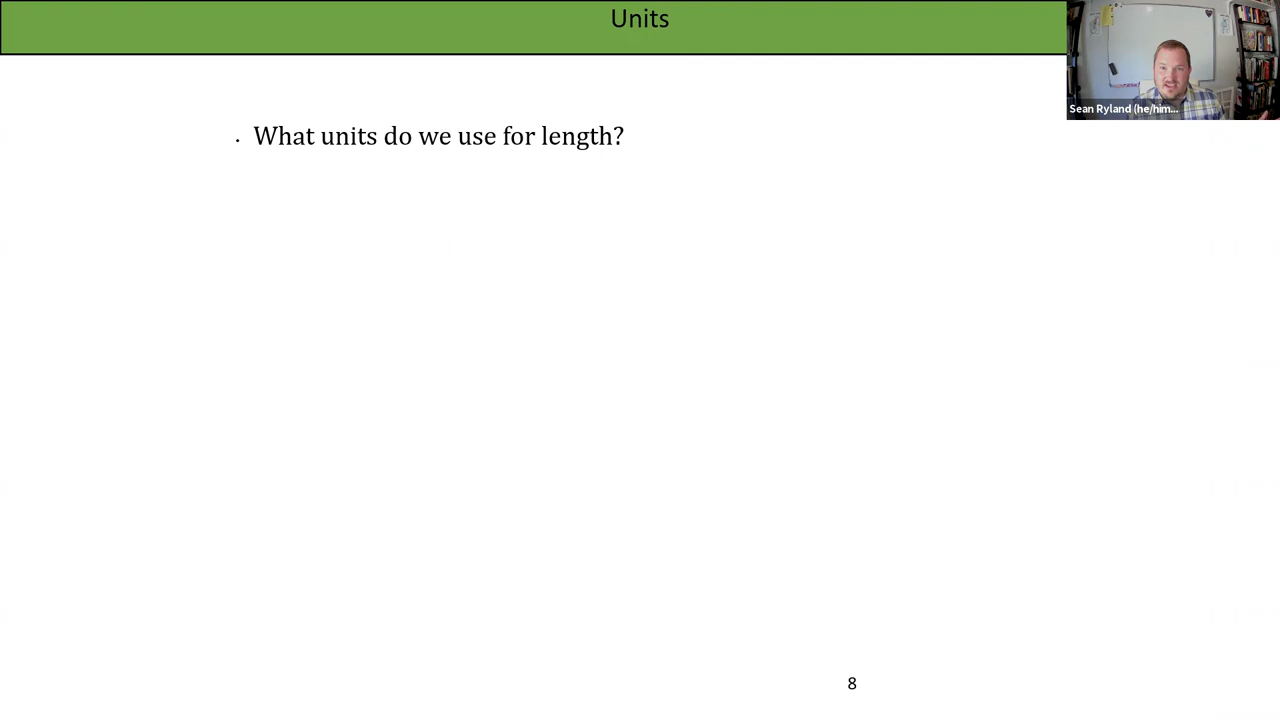 Units
Sean Ryland (he/him...
. What units do we use for length?
8